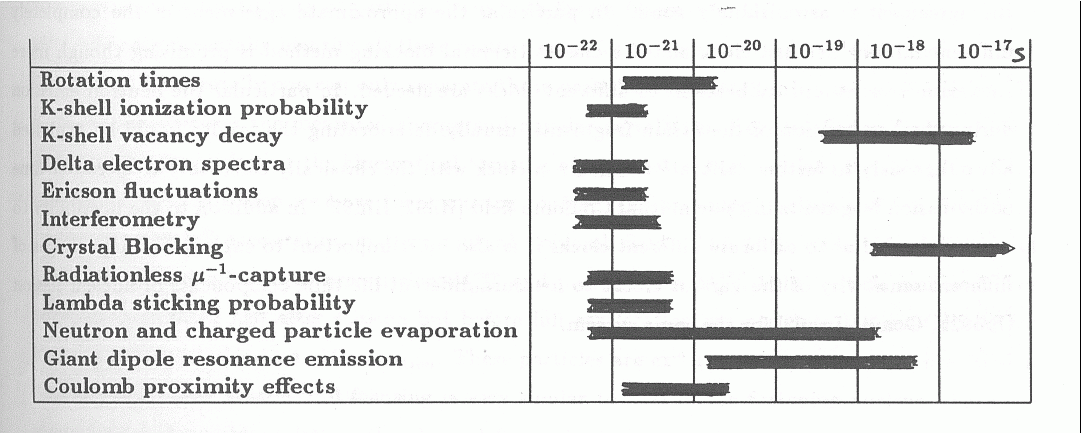 10⁻²² 10⁻²¹ 10⁻²⁰ 10⁻¹⁹ 10⁻¹⁸ 10⁻¹⁷ s
Rotation times
K-shell ionization probability
K-shell vacancy decay
Delta electron spectra
Ericson fluctuations
Interferometry
Crystal Blocking
Radiationless μ⁻¹-capture
Lambda sticking probability
Neutron and charged particle evaporation
Giant dipole resonance emission
Coulomb proximity effects